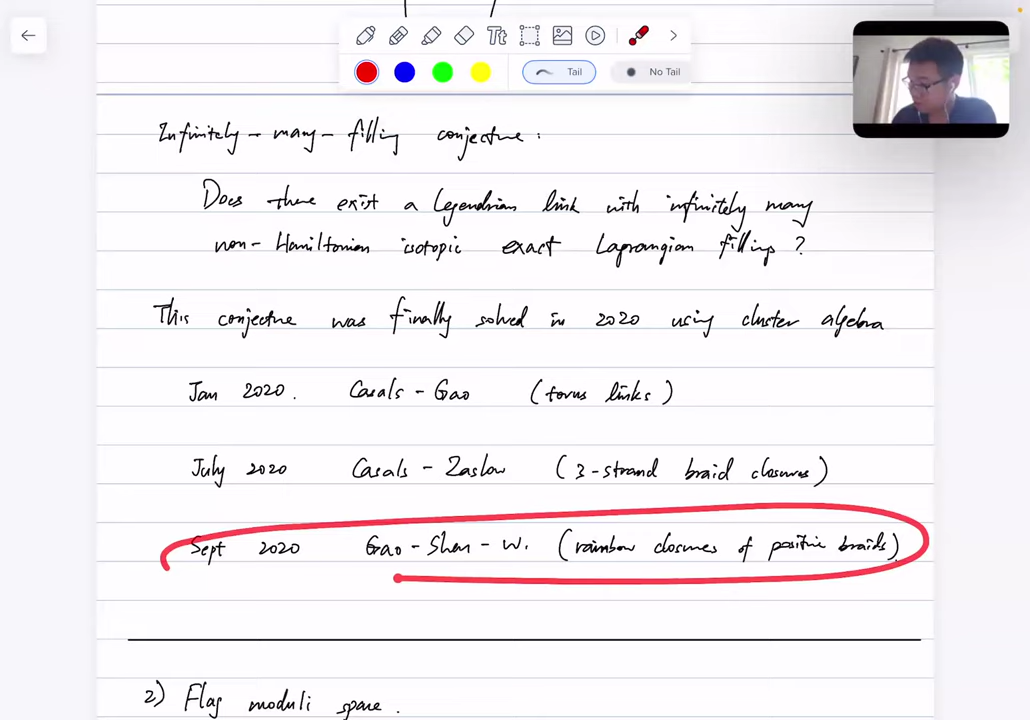 Tt
Tail
No Tail
Infinitely-many-filling conjecture:
Does there exist a Legendrian link with infinitely many
non-Hamiltonian isotopic exact Lagrangian filling?
This conjecture was finally solved in 2020 using cluster algebra
Jan 2020. Casals - Gao (torus links)
July 2020 Casals - Zaslow (3-strand braid closures)
Sept 2020 Gao - Shen - W. (rainbow closures of positive braids)
2) Flag moduli space.